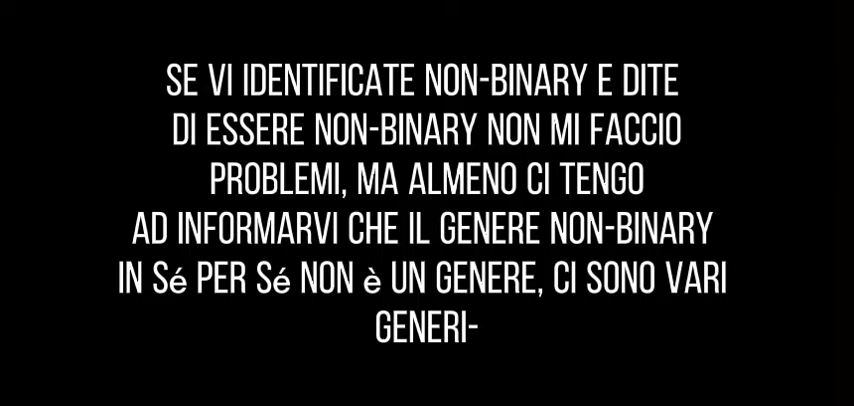 SE VI IDENTIFICATE NON-BINARY E DITE
DI ESSERE NON-BINARY NON MI FACCIO
PROBLEMI, MA ALMENO CI TENGO
AD INFORMARVI CHE IL GENERE NON-BINARY
IN Sé PER Sé NON è UN GENERE, CI SONO VARI
GENERI-